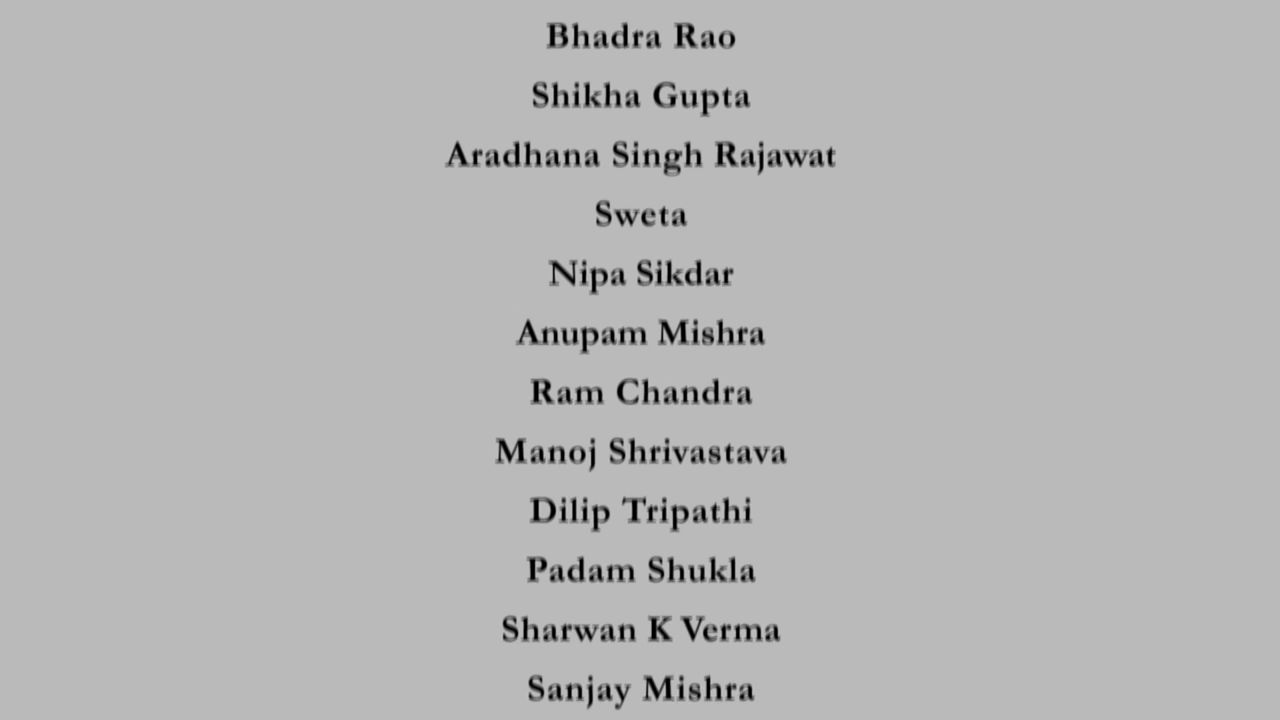 Bhadra Rao
Shikha Gupta
Aradhana Singh Rajawat
Sweta
Nipa Sikdar
Anupam Mishra
Ram Chandra
Manoj Shrivastava
Dilip Tripathi
Padam Shukla
Sharwan K Verma
Sanjay Mishra